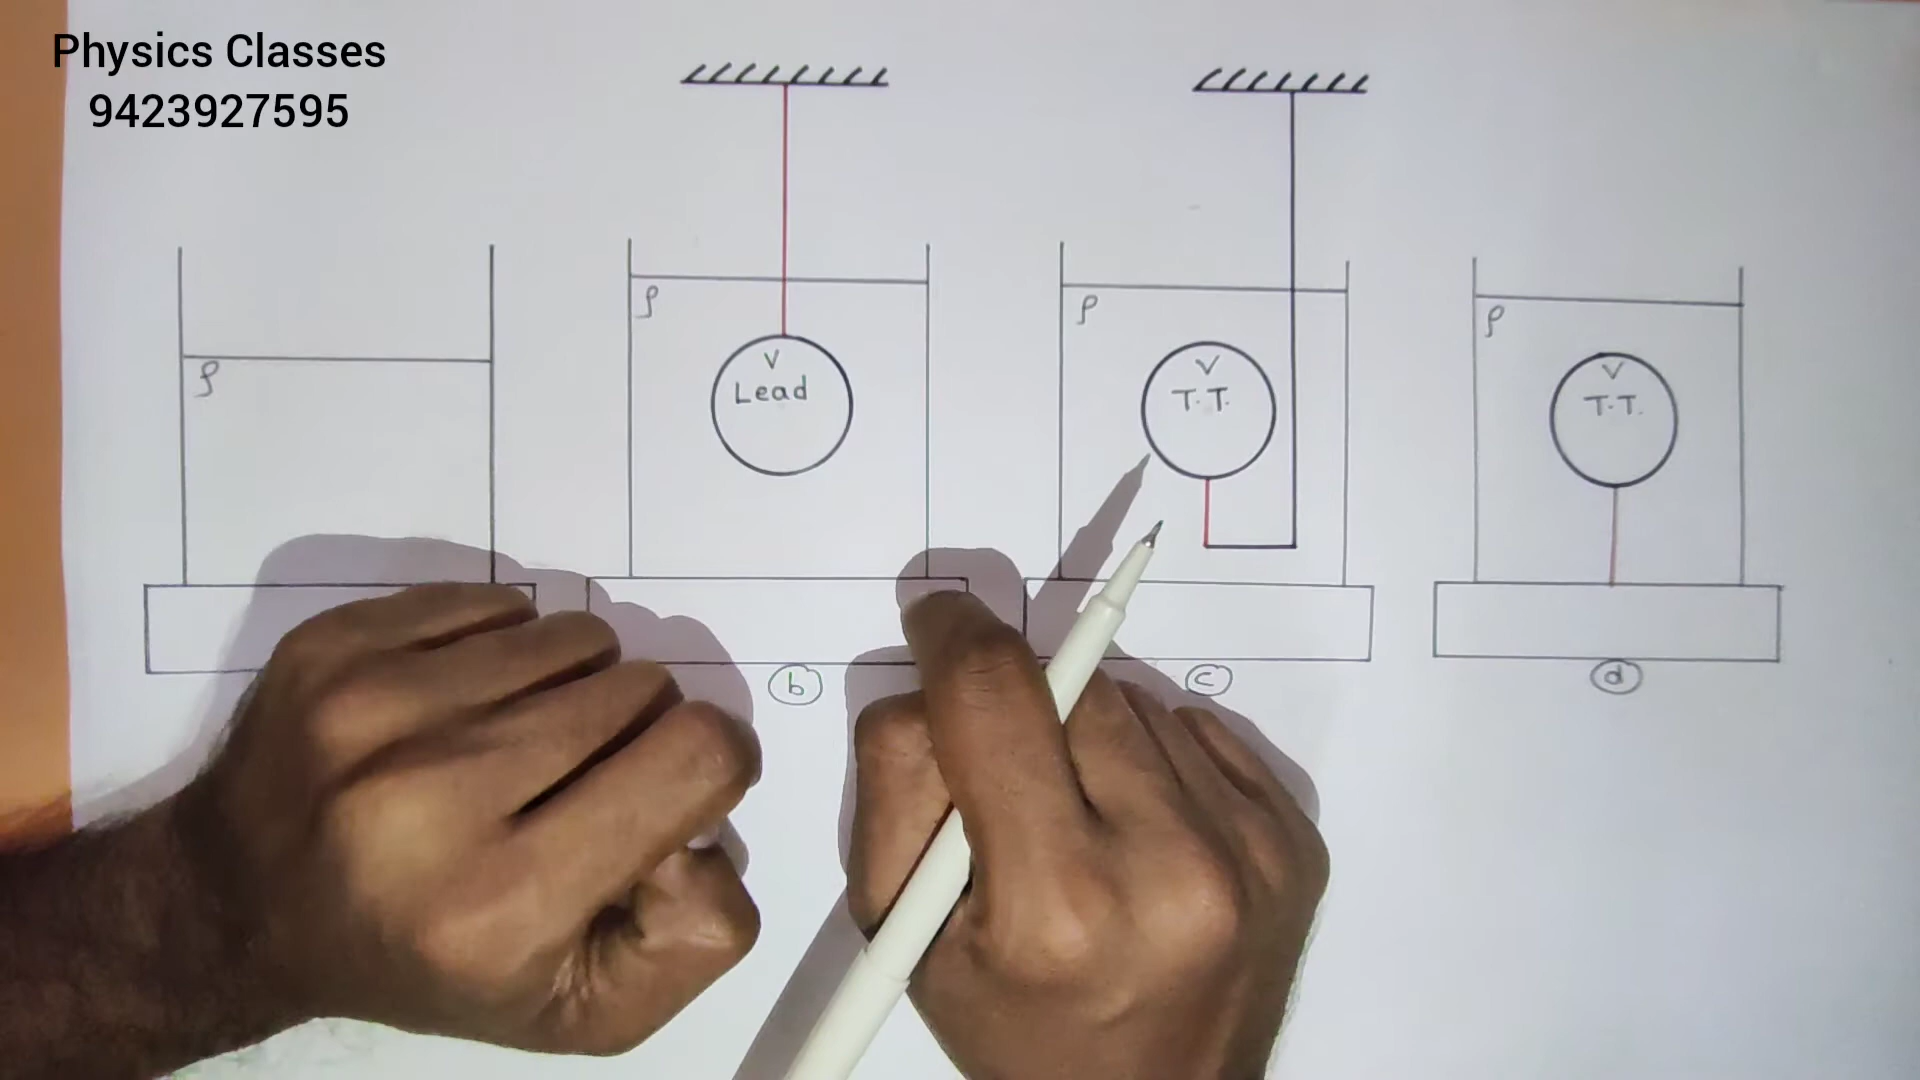 Physics Classes
9423927595
ρ
ρ
V
Lead
ρ
V
T.T.
ρ
V
T.T.
b
c
d